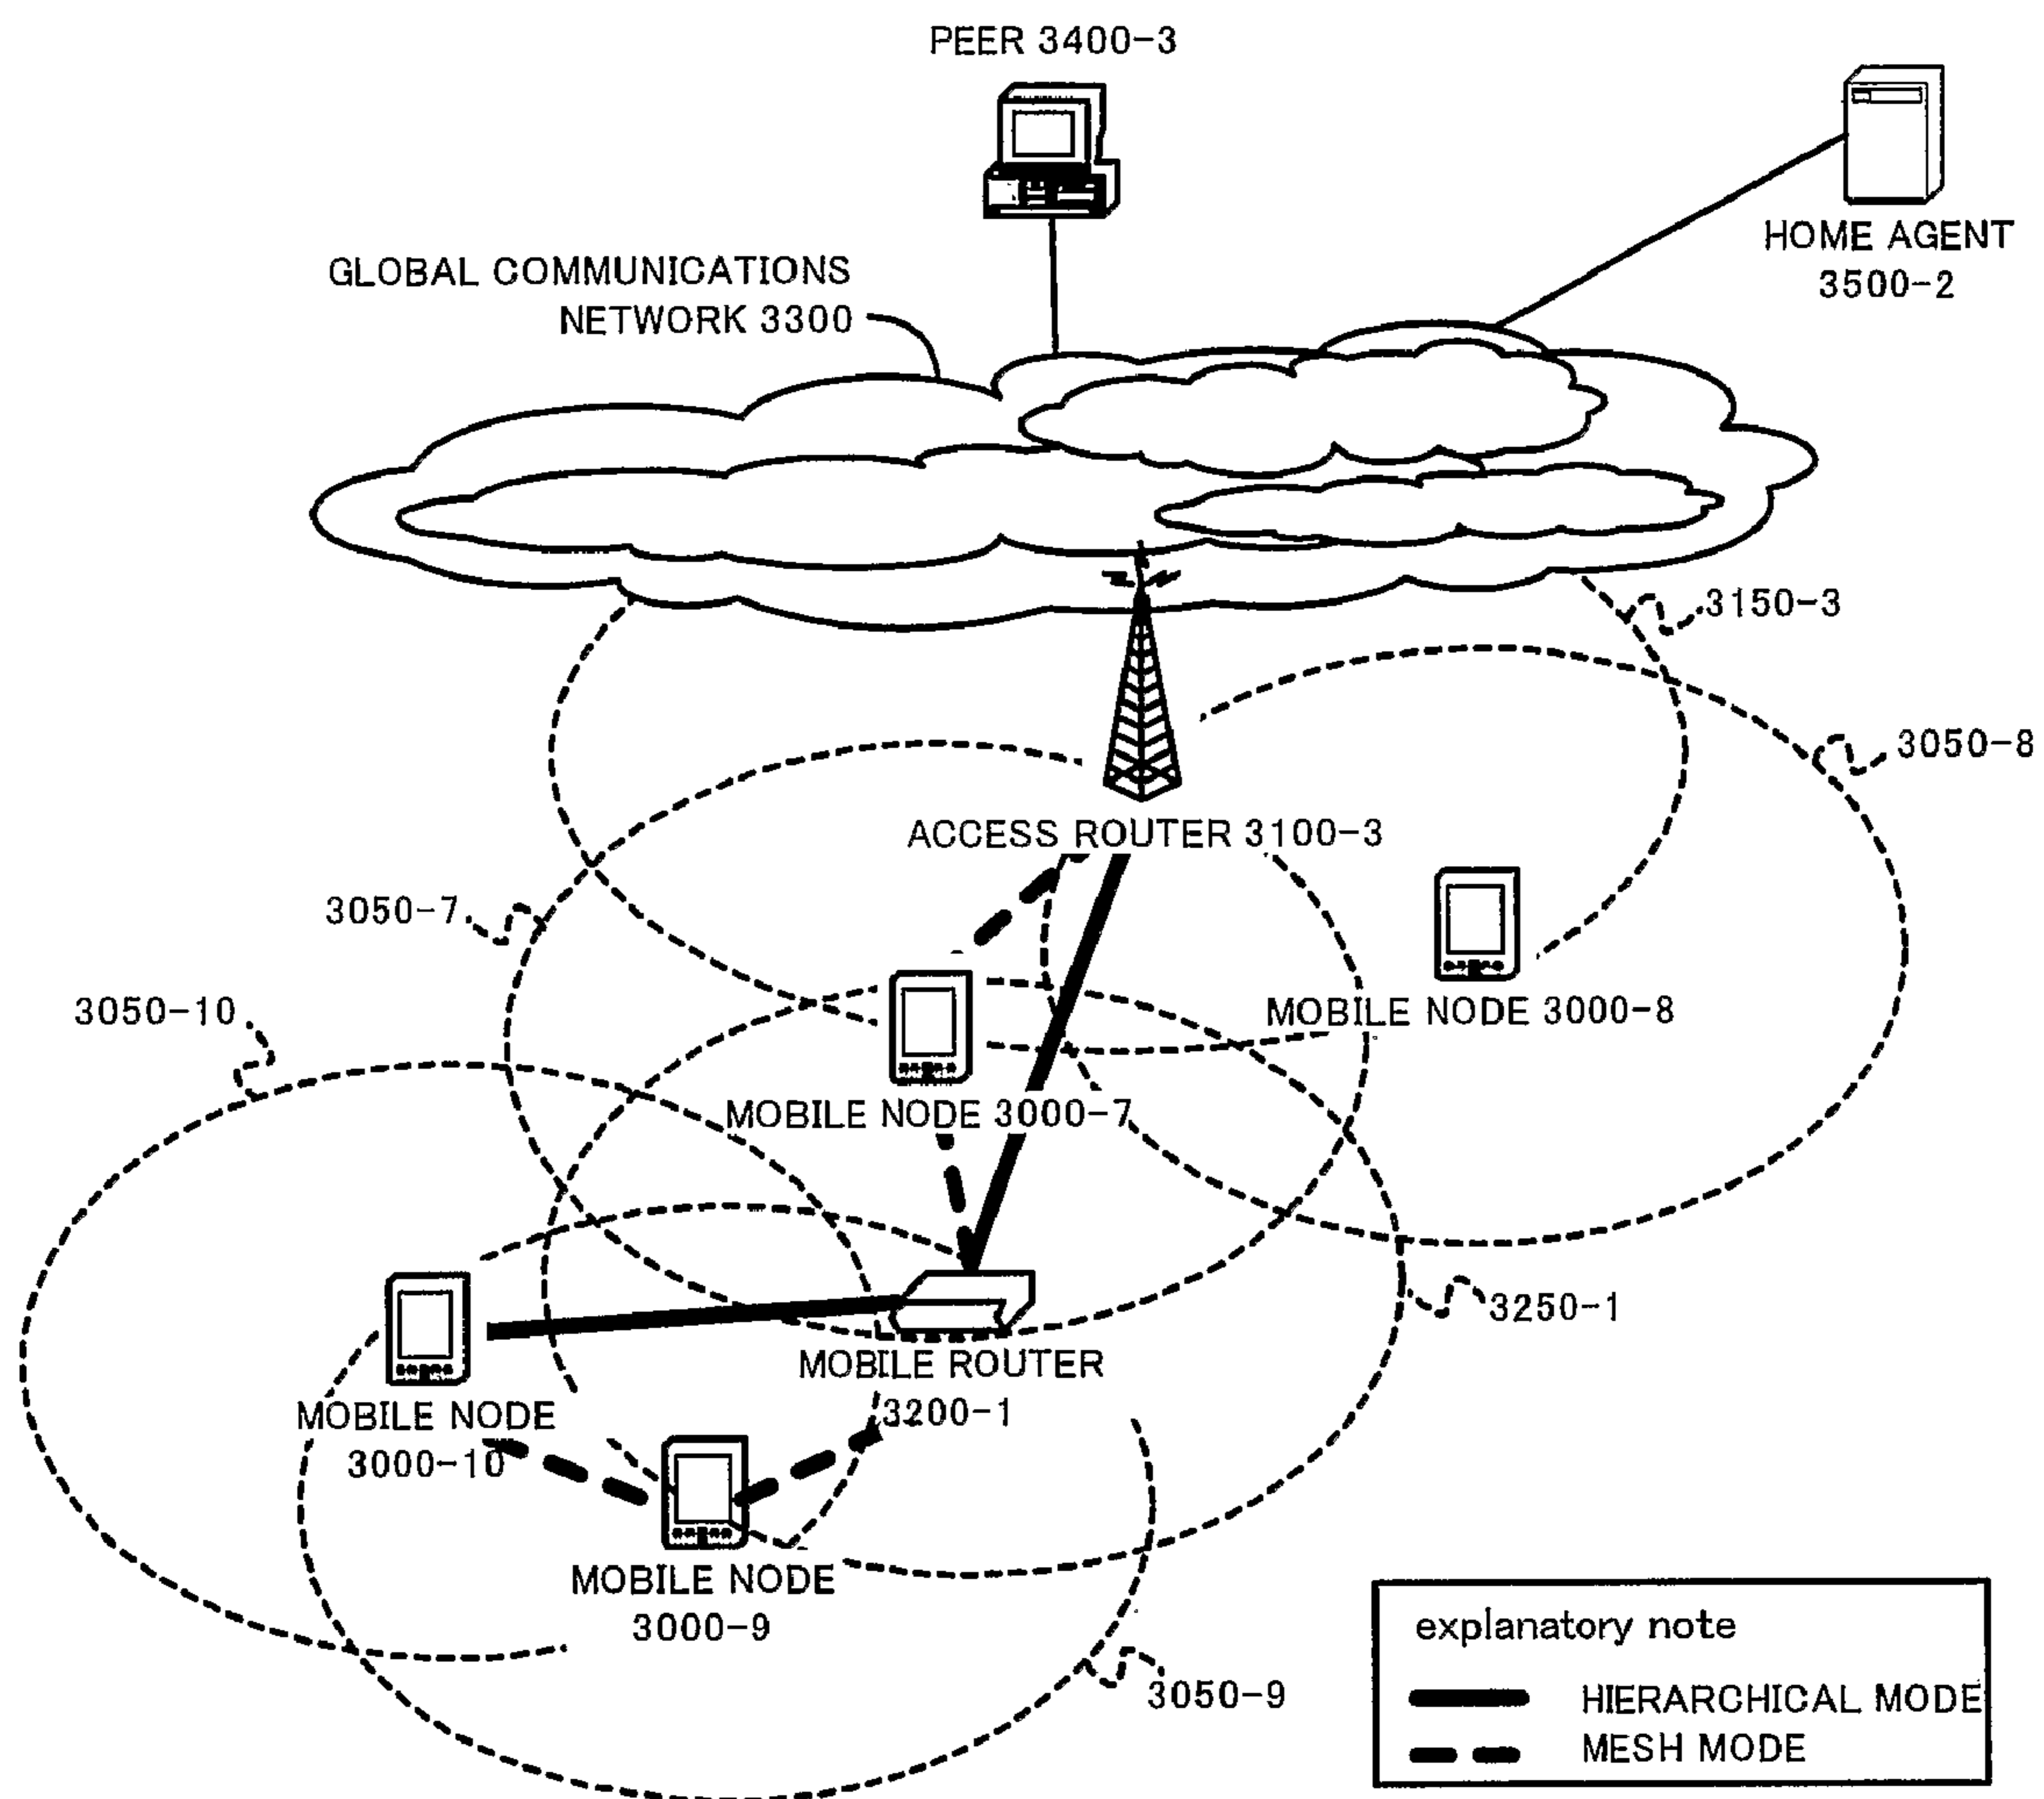 PEER 3400-3
HOME AGENT
3500-2
GLOBAL COMMUNICATIONS
NETWORK 3300
3150-3
3050-8
ACCESS ROUTER 3100-3
3050-7
MOBILE NODE 3000-8
3050-10
MOBILE NODE 3000-7
3250-1
MOBILE ROUTER
3200-1
MOBILE NODE
3000-10
MOBILE NODE
3000-9
3050-9
explanatory note
HIERARCHICAL MODE
MESH MODE